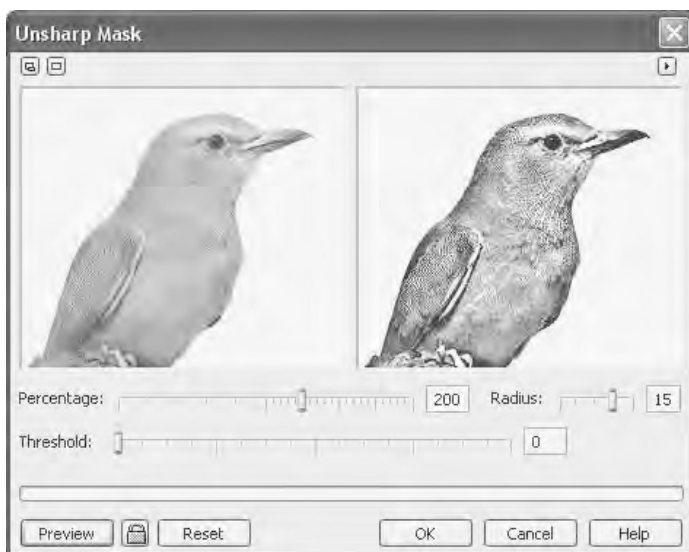 Unsharp Mask
Percentage: 200 Radius: 15
Threshold: 0
Preview Reset OK Cancel Help